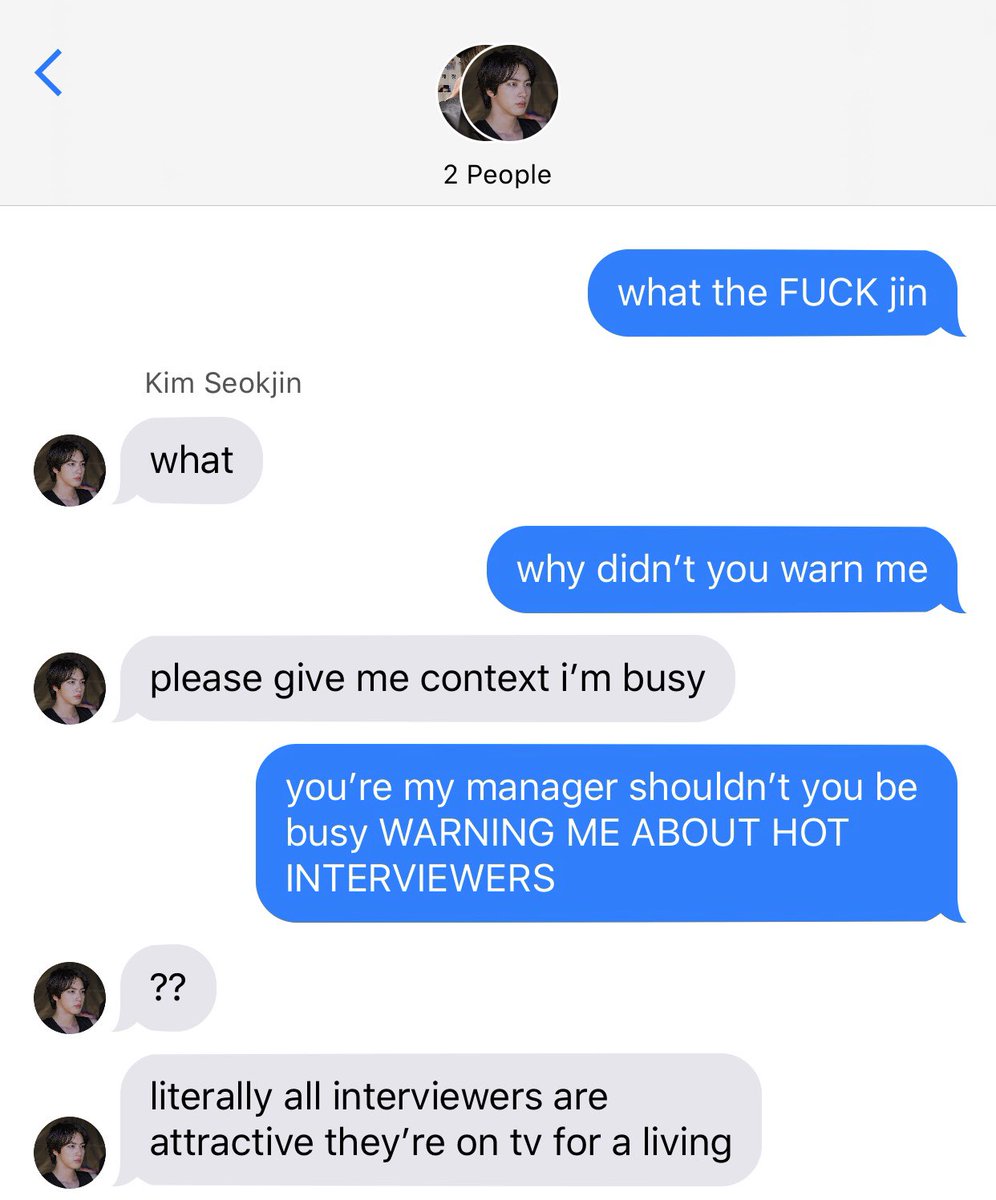 2 People
what the FUCK jin
Kim Seokjin
what
why didn’t you warn me
please give me context i’m busy
you’re my manager shouldn’t you be
busy WARNING ME ABOUT HOT
INTERVIEWERS
??
literally all interviewers are
attractive they’re on tv for a living